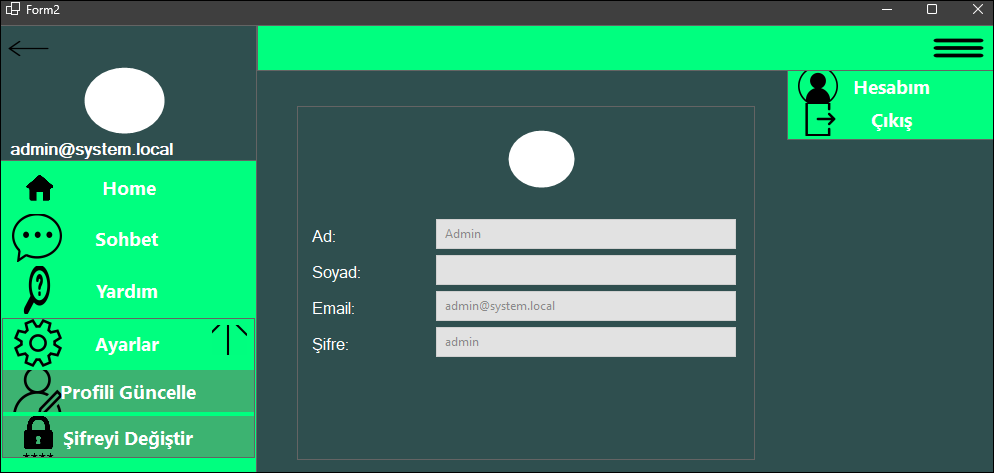 Form2
admin@system.local
Home
Sohbet
Yardım
Ayarlar
Profili Güncelle
Şifreyi Değiştir
Hesabım
Çıkış
Ad:
Admin
Soyad:
Email:
admin@system.local
Şifre:
admin